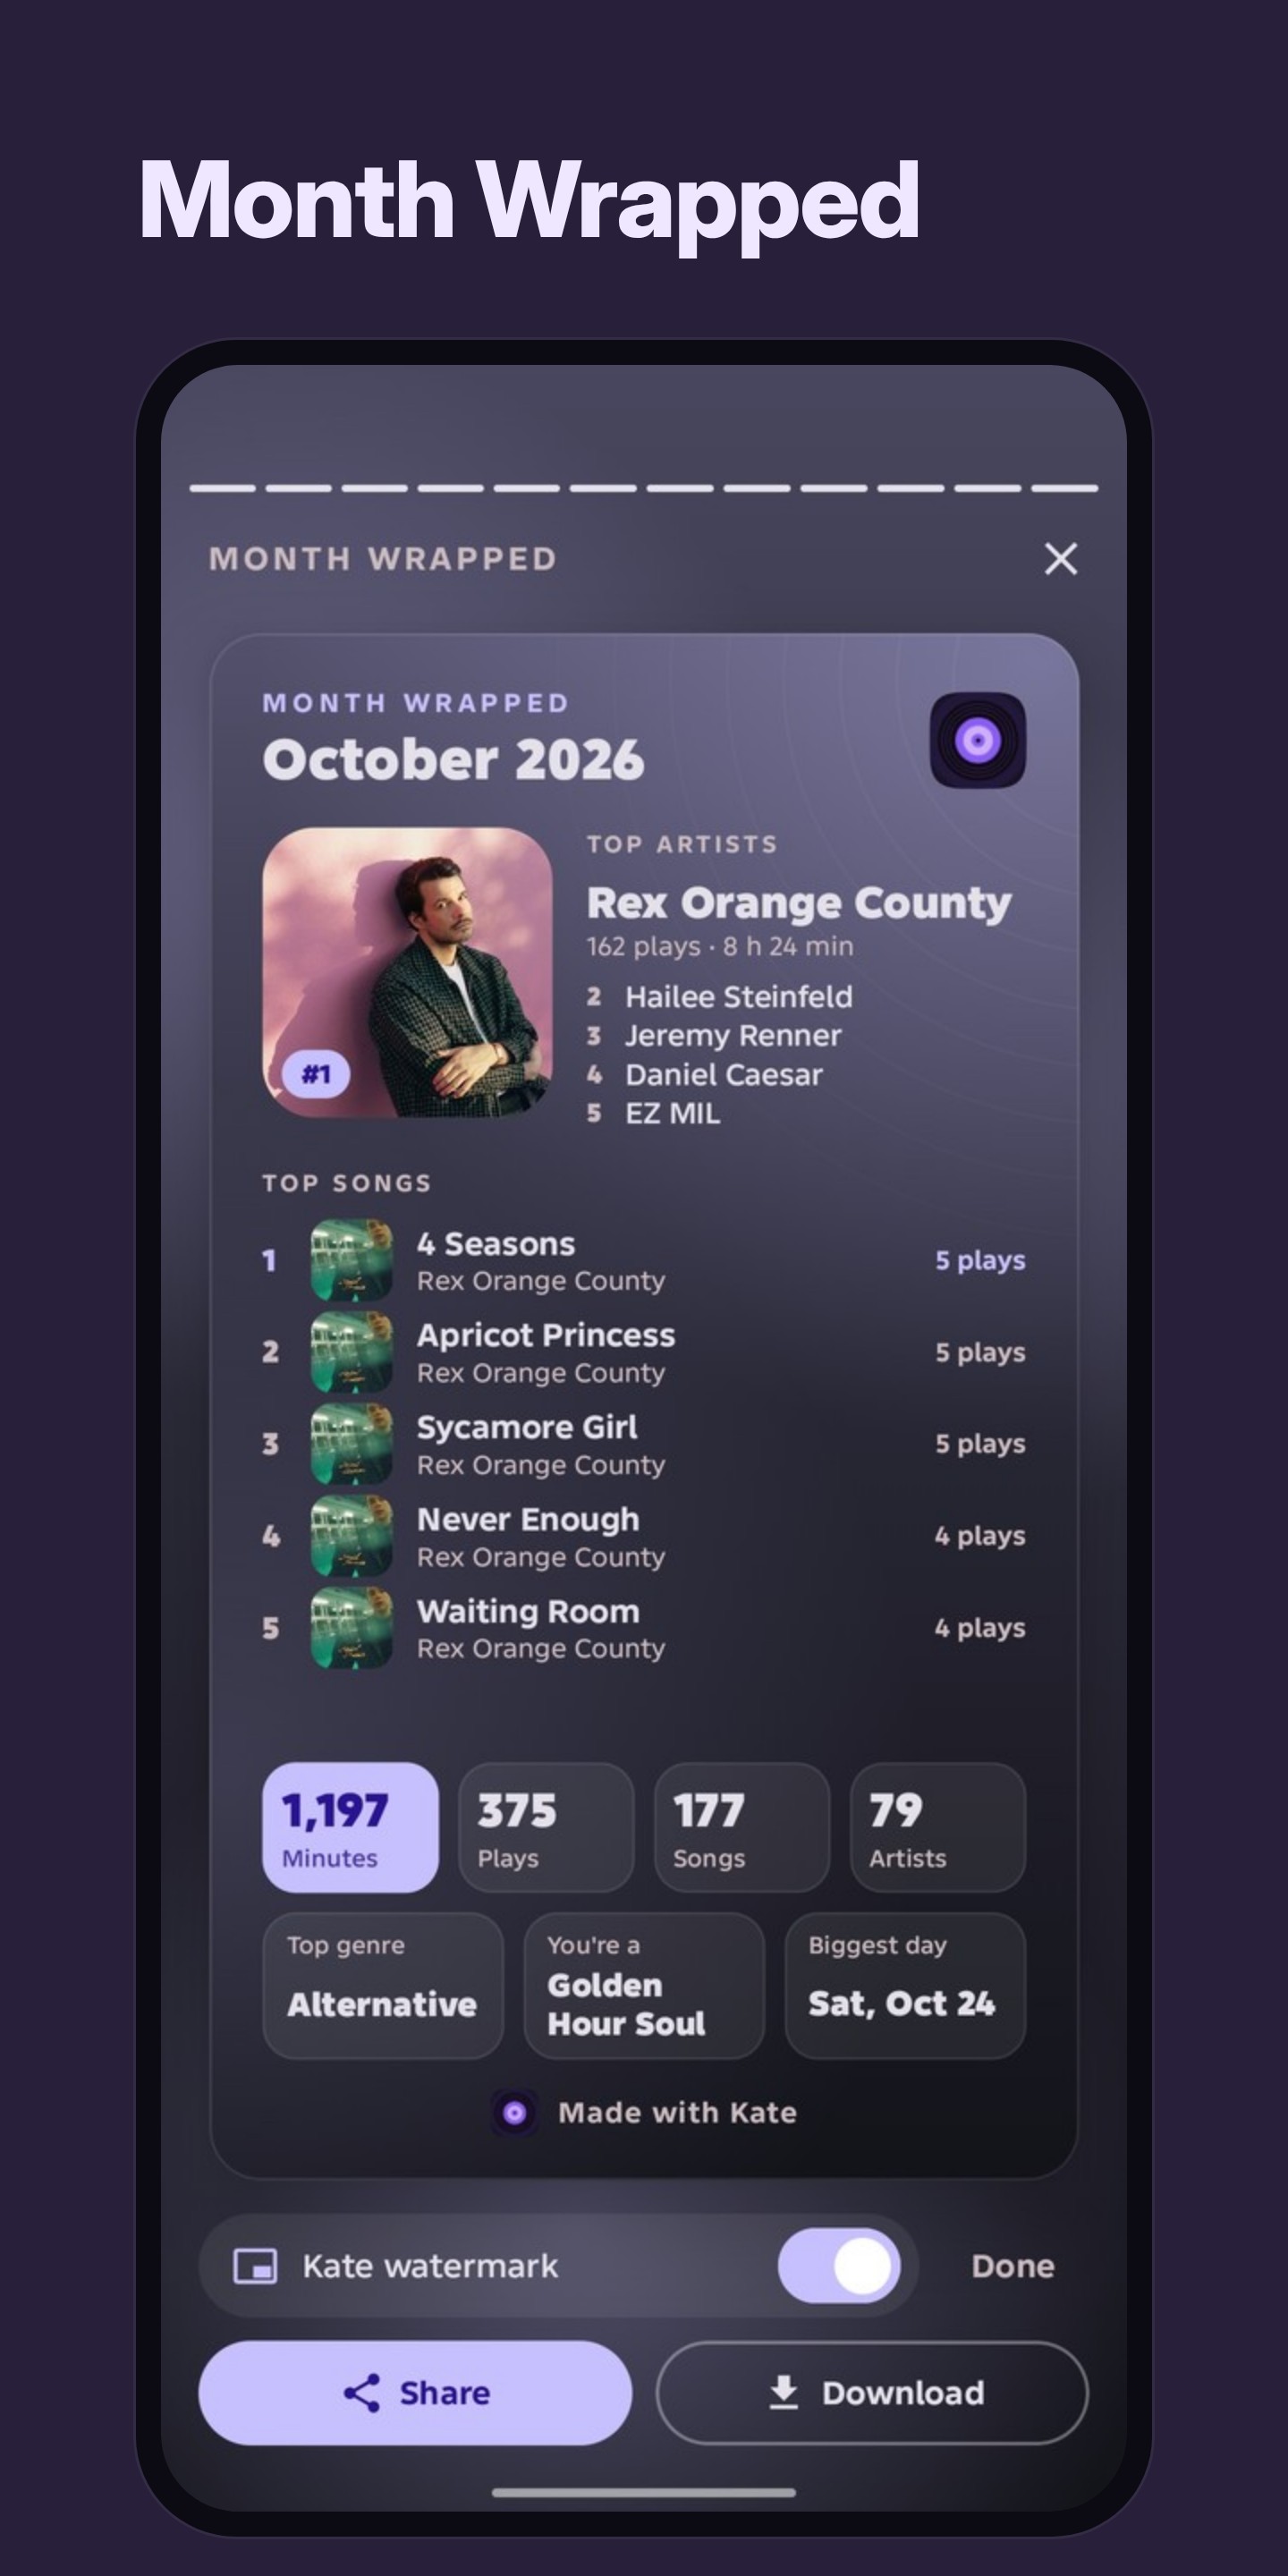 Month Wrapped
MONTH WRAPPED
MONTH WRAPPED
October 2026
TOP ARTISTS
Rex Orange County
162 plays · 8 h 24 min
#1
2 Hailee Steinfeld
3 Jeremy Renner
4 Daniel Caesar
5 EZ MIL
TOP SONGS
1 4 Seasons 5 plays
Rex Orange County
2 Apricot Princess 5 plays
Rex Orange County
3 Sycamore Girl 5 plays
Rex Orange County
4 Never Enough 4 plays
Rex Orange County
5 Waiting Room 4 plays
Rex Orange County
1,197 375 177 79
Minutes Plays Songs Artists
Top genre
Alternative
You're a
Golden
Hour Soul
Biggest day
Sat, Oct 24
Made with Kate
Kate watermark Done
Share Download